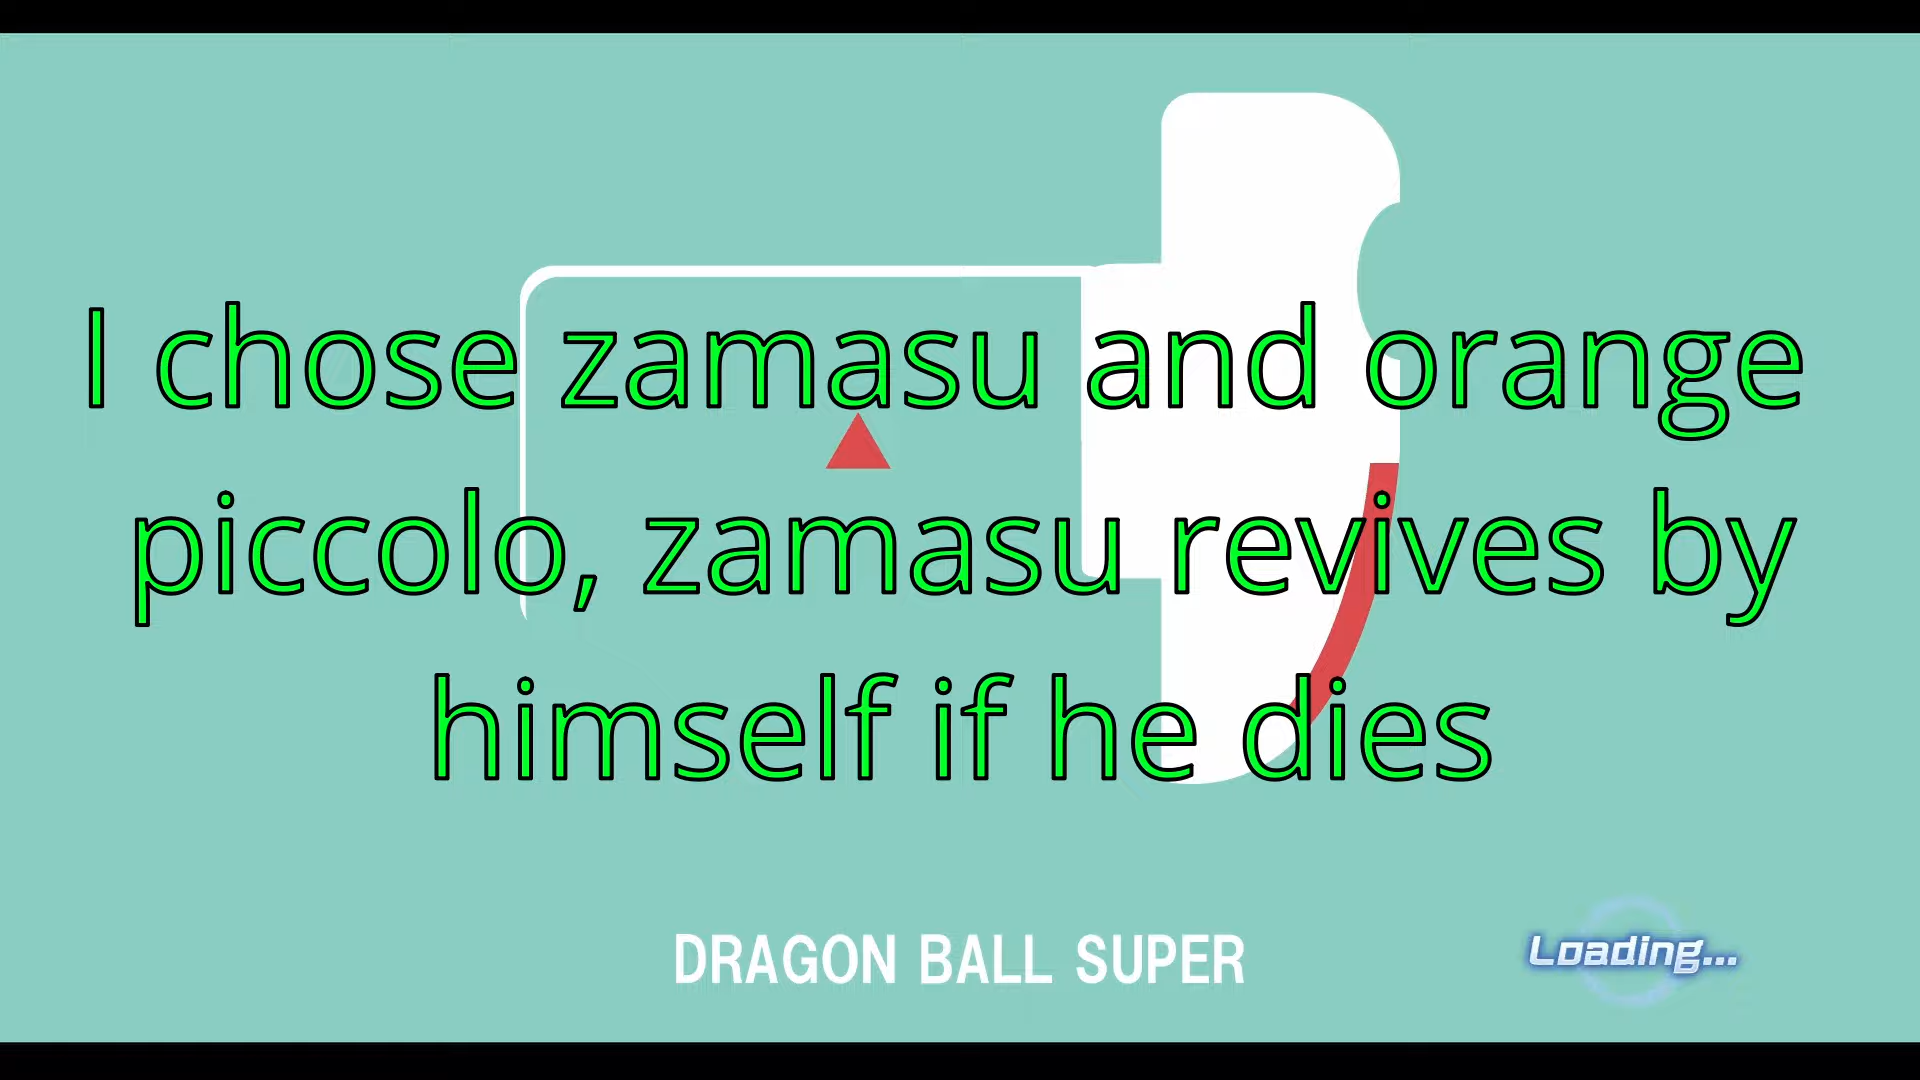 I chose zamasu and orange
piccolo, zamasu revives by
himself if he dies
DRAGON BALL SUPER
Loading...